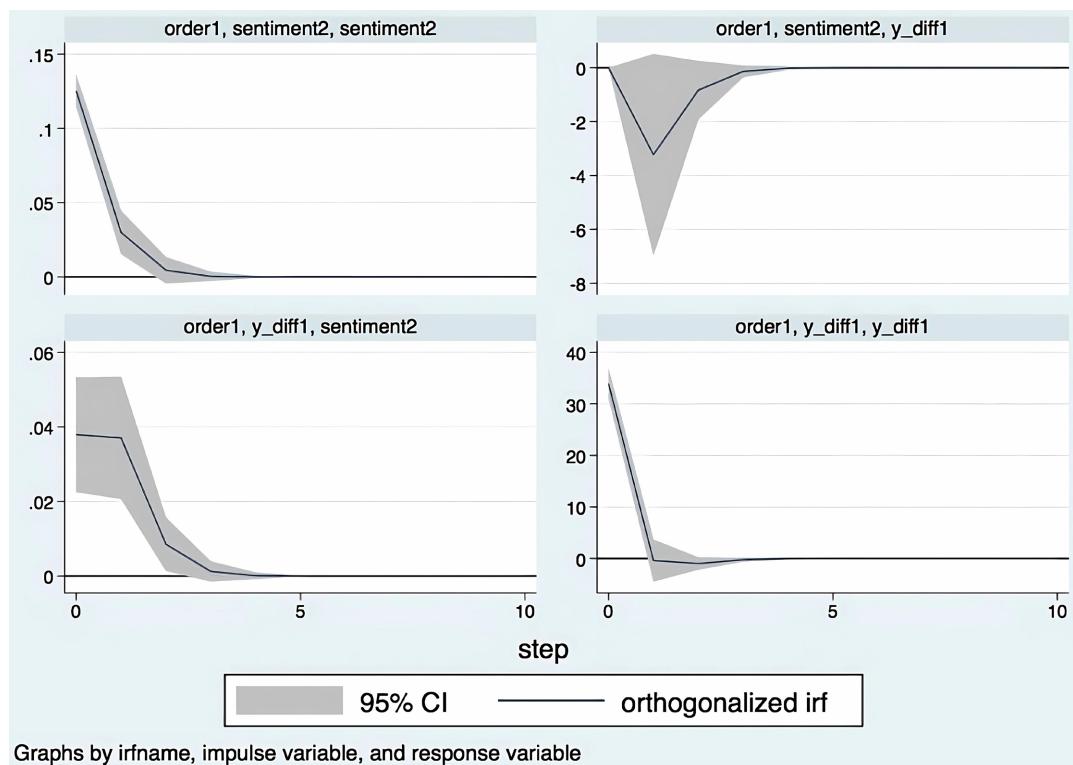 order1, sentiment2, sentiment2
.15
.1
.05
0
order1, sentiment2, y_diff1
0
-2
-4
-6
-8
order1, y_diff1, sentiment2
.06
.04
.02
0
0 5 10
order1, y_diff1, y_diff1
40
30
20
10
0
0 5 10
step
95% CI orthogonalized irf
Graphs by irfname, impulse variable, and response variable